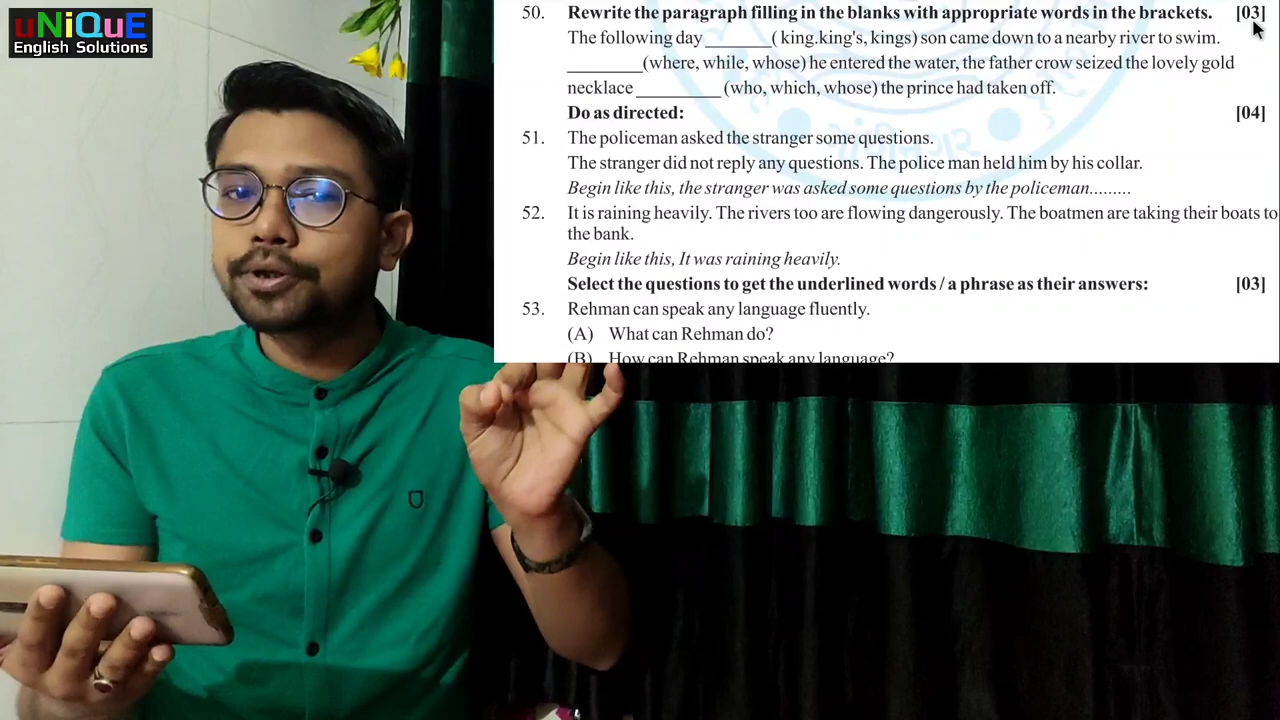 uNiQuE
English Solutions
50. Rewrite the paragraph filling in the blanks with appropriate words in the brackets. [03]
The following day _______( king.king's, kings) son came down to a nearby river to swim.
________(where, while, whose) he entered the water, the father crow seized the lovely gold
necklace _________ (who, which, whose) the prince had taken off.
Do as directed: [04]
51. The policeman asked the stranger some questions.
The stranger did not reply any questions. The police man held him by his collar.
Begin like this, the stranger was asked some questions by the policeman.........
52. It is raining heavily. The rivers too are flowing dangerously. The boatmen are taking their boats to
the bank.
Begin like this, It was raining heavily.
Select the questions to get the underlined words / a phrase as their answers: [03]
53. Rehman can speak any language fluently.
(A) What can Rehman do?
(B) How can Rehman speak any language?